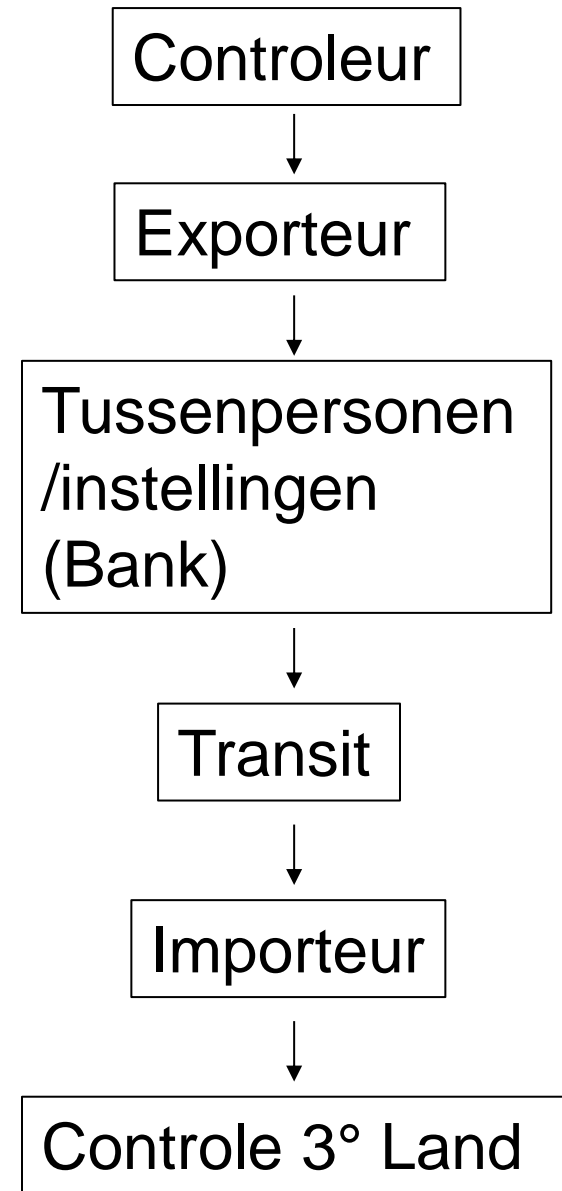 Controleur
Exporteur
Tussenpersonen
/instellingen
(Bank)
Transit
Importeur
Controle 3° Land